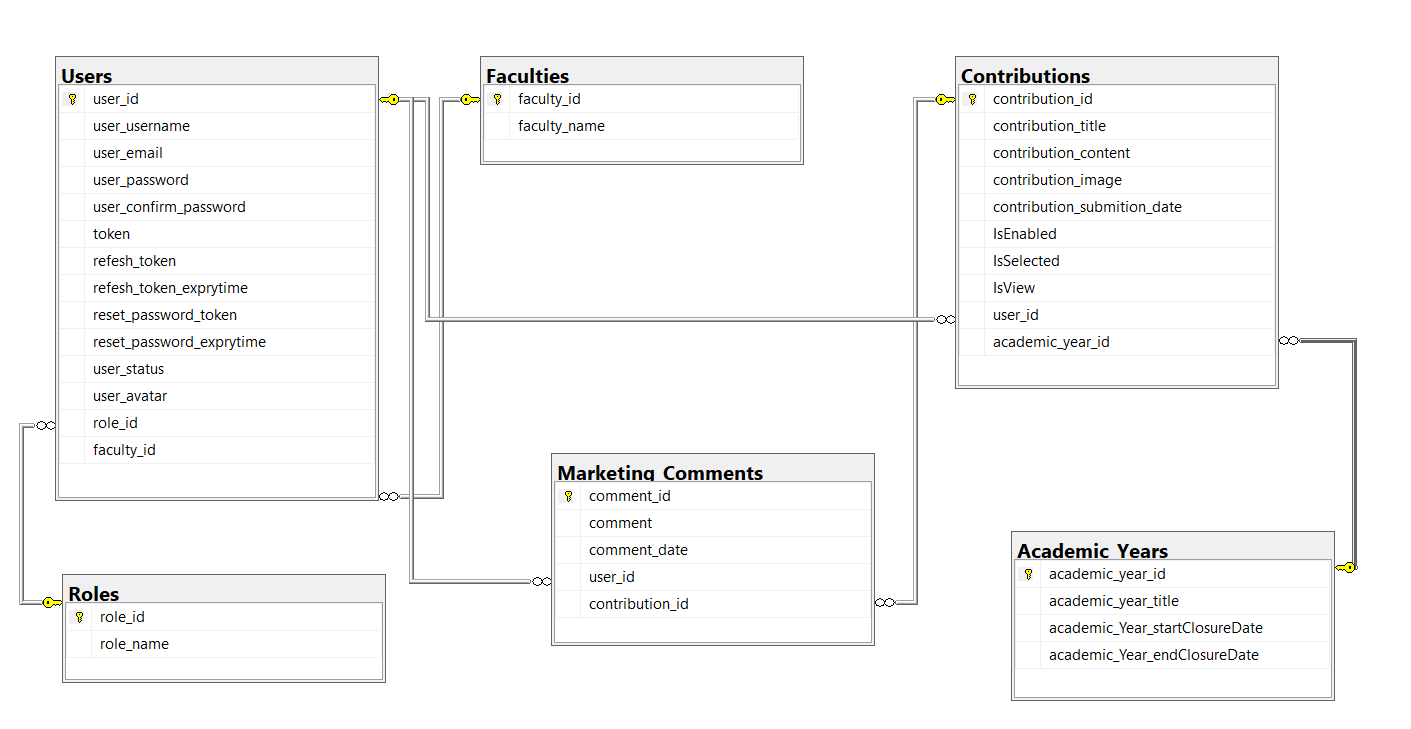 Users
user_id
user_username
user_email
user_password
user_confirm_password
token
refesh_token
refesh_token_exprytime
reset_password_token
reset_password_exprytime
user_status
user_avatar
role_id
faculty_id
Faculties
faculty_id
faculty_name
Contributions
contribution_id
contribution_title
contribution_content
contribution_image
contribution_submition_date
IsEnabled
IsSelected
IsView
user_id
academic_year_id
Marketing_Comments
comment_id
comment
comment_date
user_id
contribution_id
Roles
role_id
role_name
Academic_Years
academic_year_id
academic_year_title
academic_Year_startClosureDate
academic_Year_endClosureDate